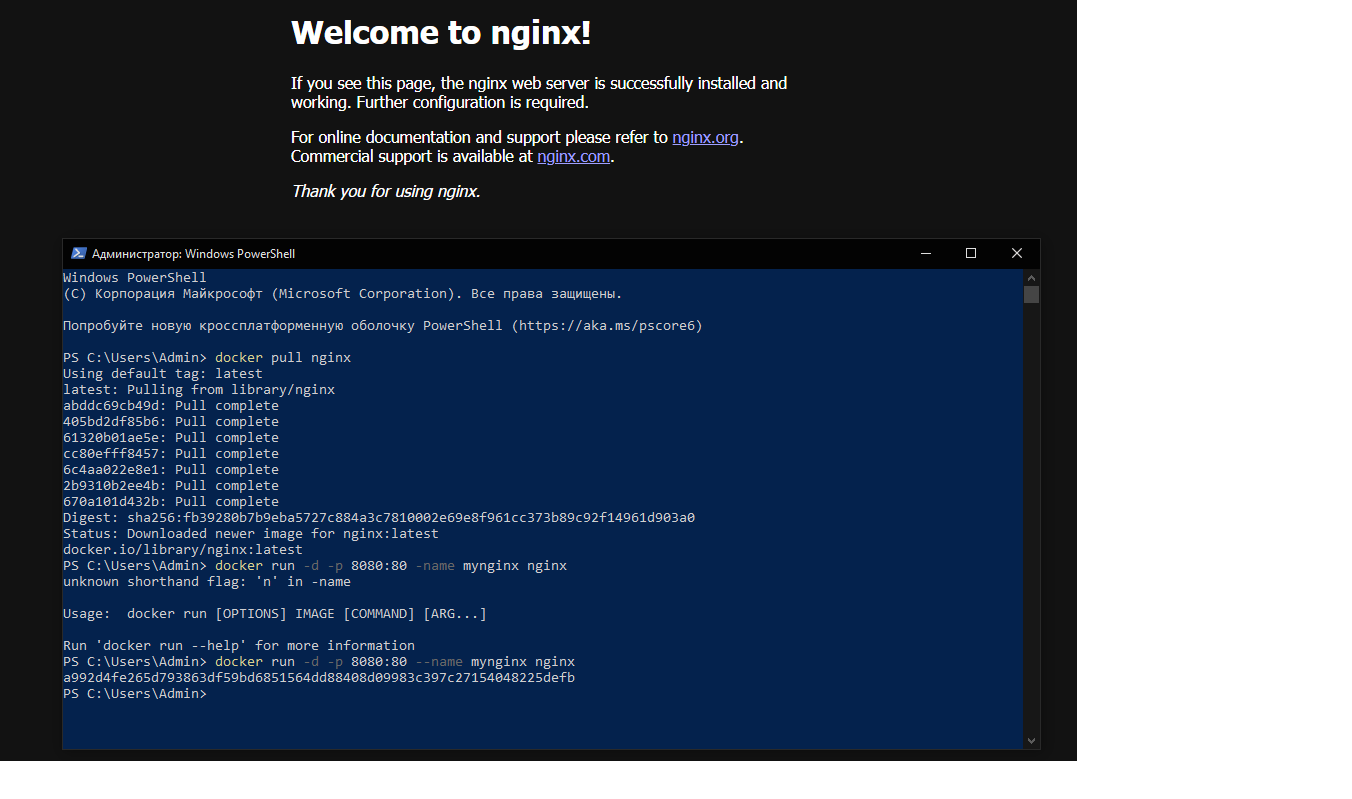 Welcome to nginx!
If you see this page, the nginx web server is successfully installed and
working. Further configuration is required.
For online documentation and support please refer to nginx.org.
Commercial support is available at nginx.com.
Thank you for using nginx.
Администратор: Windows PowerShell
Windows PowerShell
(C) Корпорация Майкрософт (Microsoft Corporation). Все права защищены.
Попробуйте новую кроссплатформенную оболочку PowerShell (https://aka.ms/pscore6)
PS C:\Users\Admin> docker pull nginx
Using default tag: latest
latest: Pulling from library/nginx
abddc69cb49d: Pull complete
405bd2df85b6: Pull complete
61320b01ae5e: Pull complete
cc80efff8457: Pull complete
6c4aa022e8e1: Pull complete
2b9310b2ee4b: Pull complete
670a101d432b: Pull complete
Digest: sha256:fb39280b7b9eba5727c884a3c7810002e69e8f961cc373b89c92f14961d903a0
Status: Downloaded newer image for nginx:latest
docker.io/library/nginx:latest
PS C:\Users\Admin> docker run -d -p 8080:80 -name mynginx nginx
unknown shorthand flag: 'n' in -name
Usage:  docker run [OPTIONS] IMAGE [COMMAND] [ARG...]
Run 'docker run --help' for more information
PS C:\Users\Admin> docker run -d -p 8080:80 --name mynginx nginx
a992d4fe265d793863df59bd6851564dd88408d09983c397c27154048225defb
PS C:\Users\Admin>